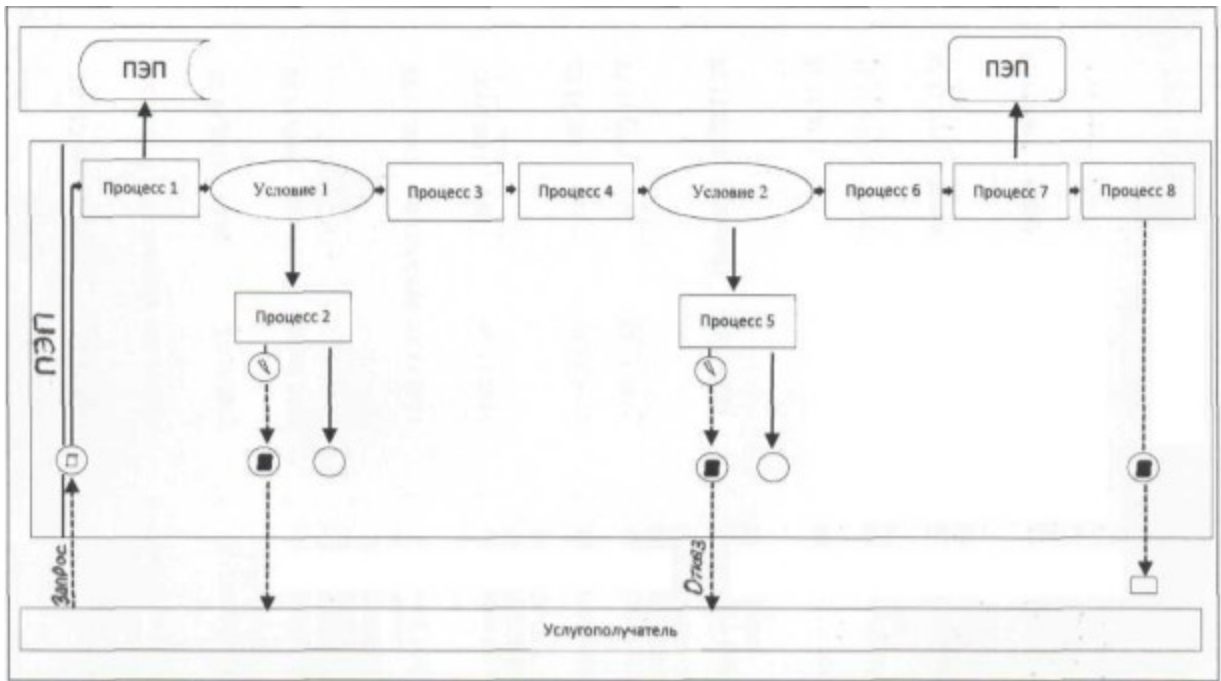 ПЭП
ПЭП
Процесс 1
Условие 1
Процесс 3
Процесс 4
Условие 2
Процесс 6
Процесс 7
Процесс 8
Процесс 2
Процесс 5
ПЭП
Запрос
Отказ
Услугополучатель